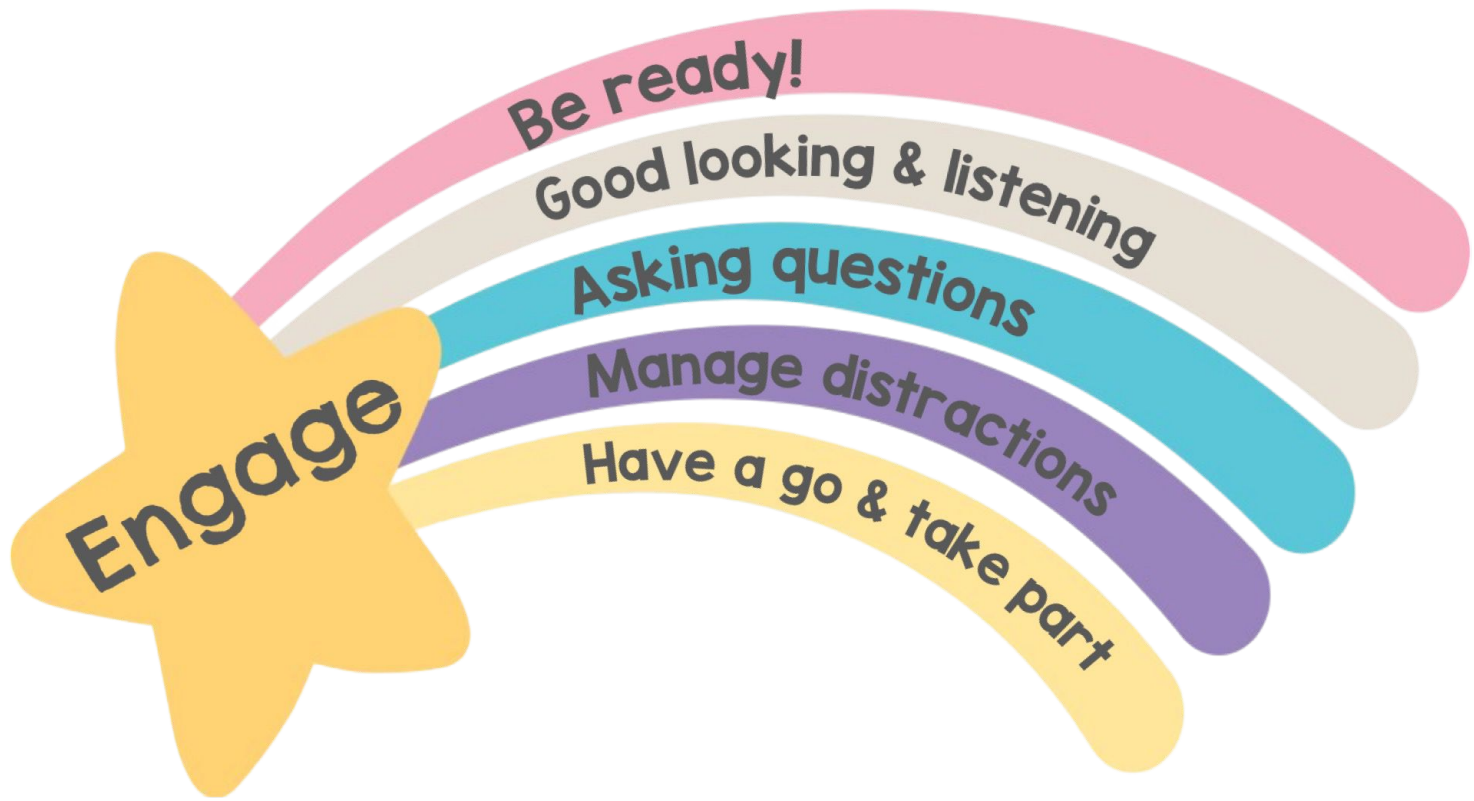 Engage
Be ready!
Good looking & listening
Asking questions
Manage distractions
Have a go & take part